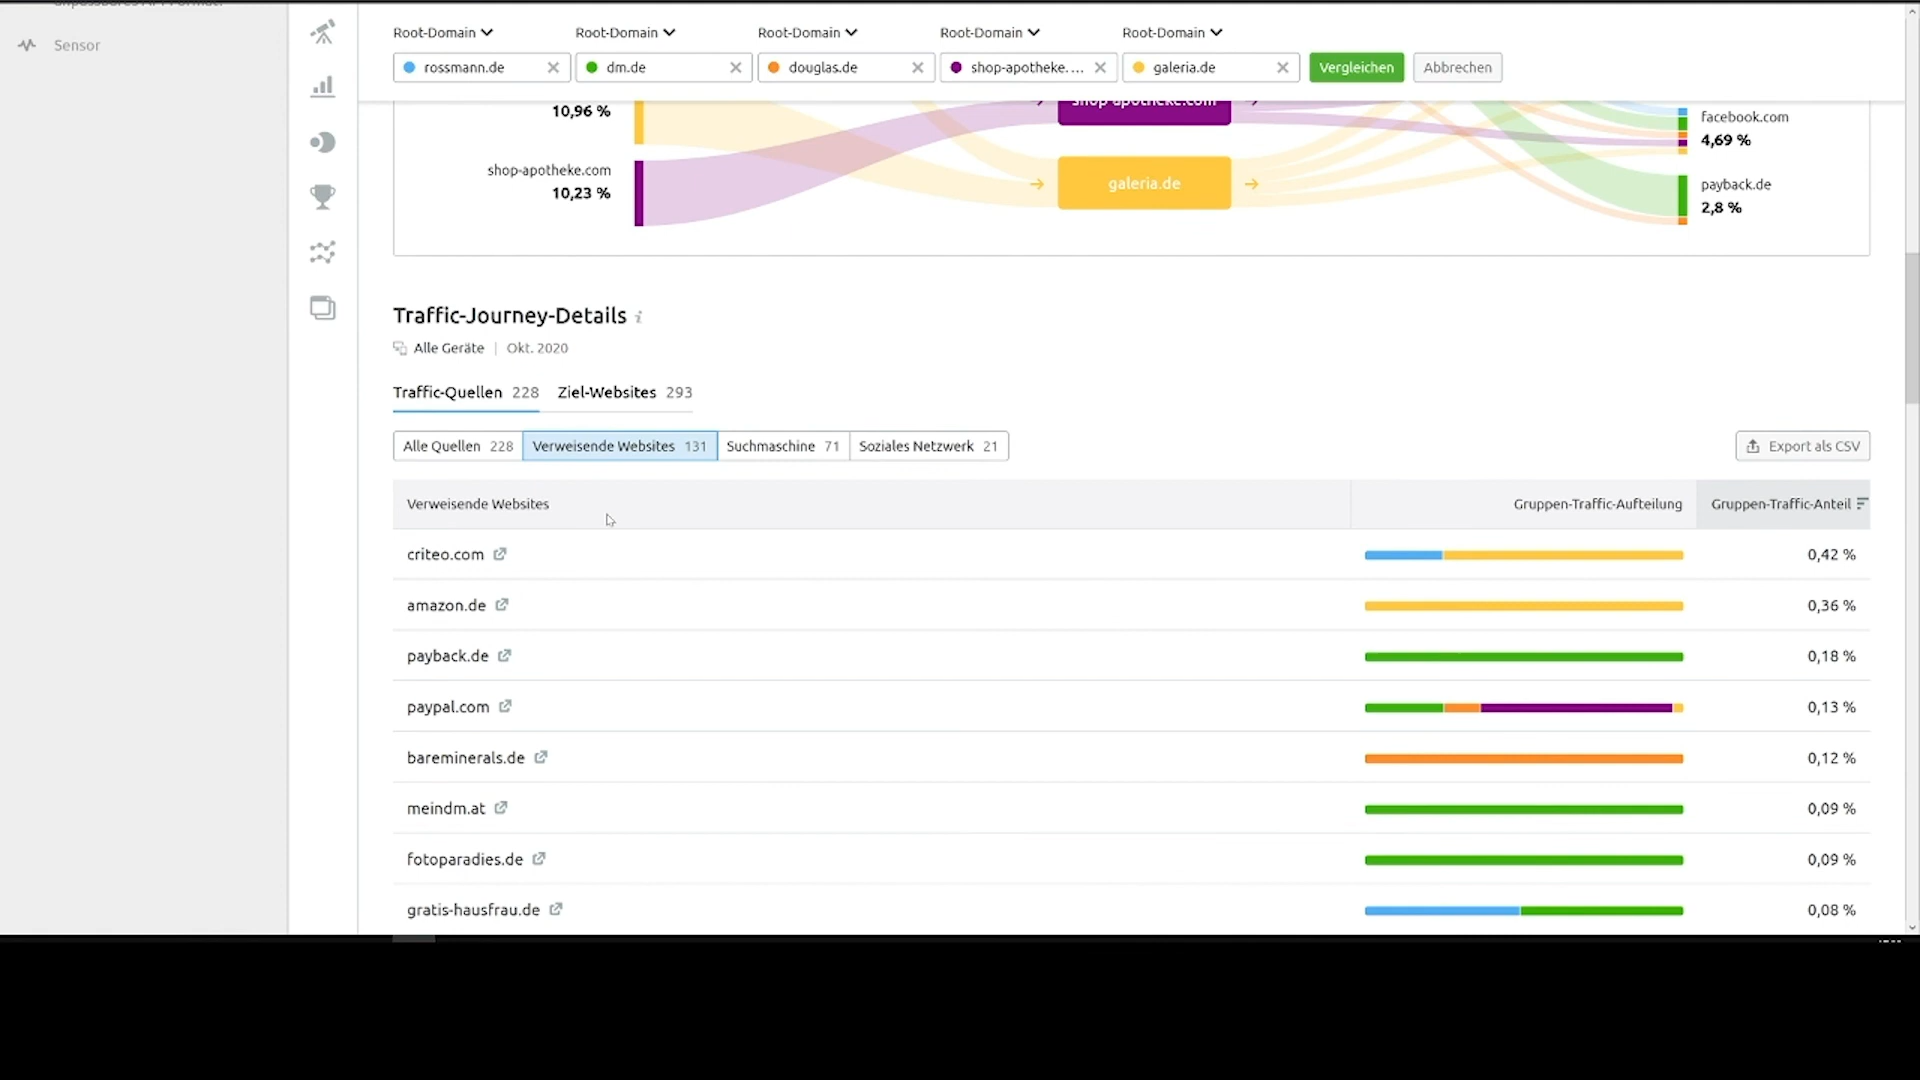 Sensor
Root-Domain Root-Domain Root-Domain Root-Domain Root-Domain
rossmann.de dm.de douglas.de shop-apotheke.... galeria.de Vergleichen Abbrechen
10,96 %
shop-apotheke.com
10,23 %
shop-apotheke.com
galeria.de
facebook.com
4,69 %
payback.de
2,8 %
Traffic-Journey-Details i
Alle Geräte | Okt. 2020
Traffic-Quellen 228 Ziel-Websites 293
Alle Quellen 228 Verweisende Websites 131 Suchmaschine 71 Soziales Netzwerk 21 Export als CSV
Verweisende Websites Gruppen-Traffic-Aufteilung Gruppen-Traffic-Anteil
criteo.com 0,42 %
amazon.de 0,36 %
payback.de 0,18 %
paypal.com 0,13 %
bareminerals.de 0,12 %
meindm.at 0,09 %
fotoparadies.de 0,09 %
gratis-hausfrau.de 0,08 %